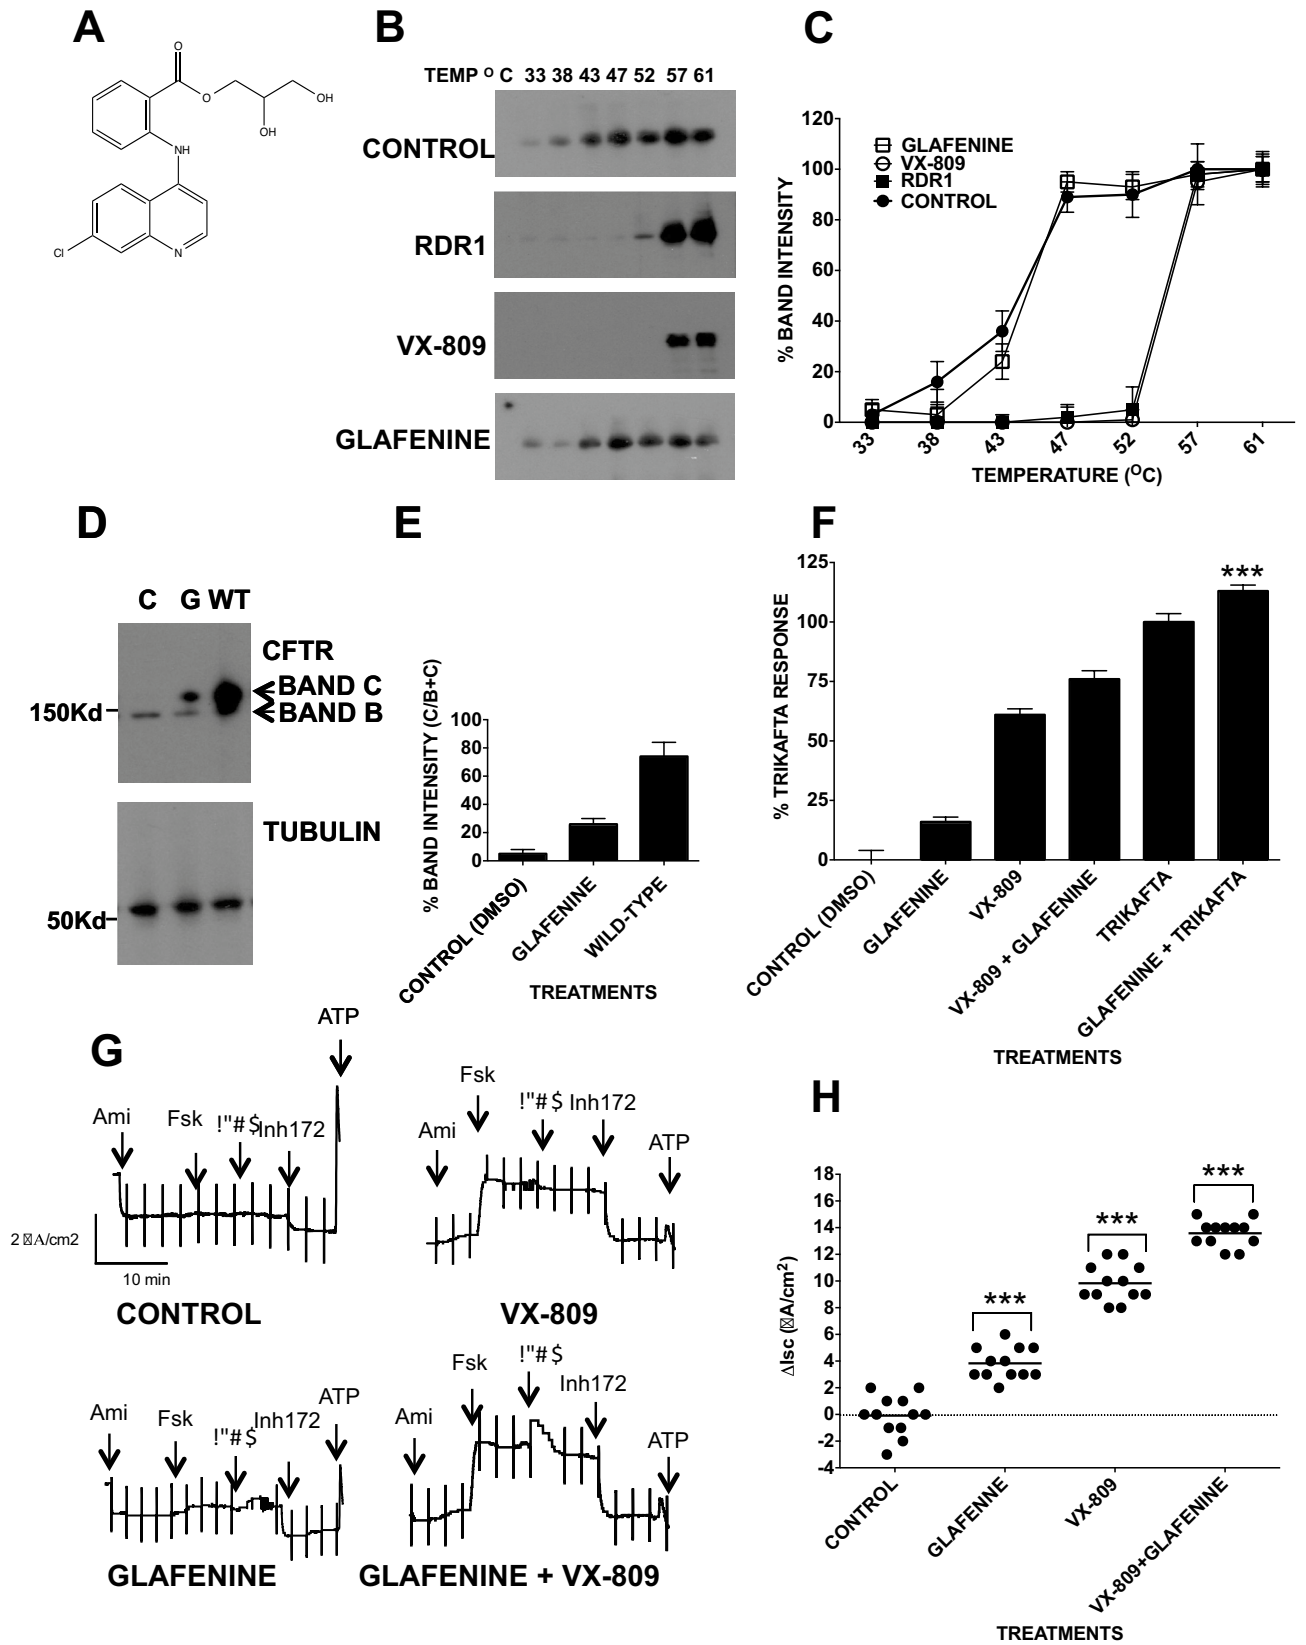 A
O
O
OH
OH
NH
Cl
N
B
TEMP O C 33 38 43 47 52 57 61
CONTROL
RDR1
VX-809
GLAFENINE
C
120
100
80
60
40
20
0
% BAND INTENSITY
GLAFENINE
VX-809
RDR1
CONTROL
33 38 43 47 52 57 61
TEMPERATURE (OC)
D
C G WT
CFTR
BAND C
BAND B
150Kd
TUBULIN
50Kd
E
% BAND INTENSITY (C/B+C)
100
80
60
40
20
0
CONTROL (DMSO)
GLAFENINE
WILD-TYPE
TREATMENTS
F
% TRIKAFTA RESPONSE
125
100
75
50
25
0
***
CONTROL (DMSO)
GLAFENINE
VX-809
VX-809 + GLAFENINE
TRIKAFTA
GLAFENINE + TRIKAFTA
TREATMENTS
G
ATP
Ami
Fsk
!"#$
Inh172
2 A/cm2
10 min
CONTROL
Fsk
!"#$ Inh172
Ami
ATP
VX-809
ATP
Ami
Fsk
Inh172
!"#$
GLAFENINE
!"#$
Fsk
Inh172
Ami
ATP
GLAFENINE + VX-809
H
ΔIsc (A/cm2)
18
16
14
12
10
8
6
4
2
0
-2
-4
***
***
***
CONTROL
GLAFENNE
VX-809
VX-809+GLAFENINE
TREATMENTS